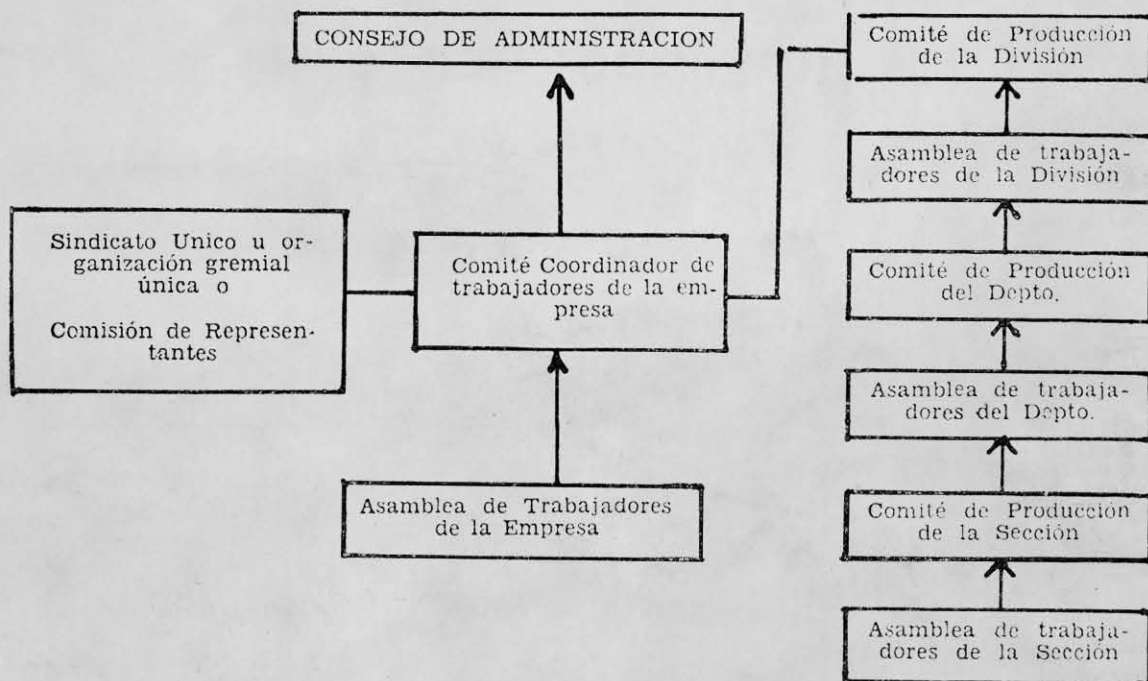 CONSEJO DE ADMINISTRACION
Sindicato Unico u or-
ganización gremial
única o
Comisión de Represen-
tantes
Comité Coordinador de
trabajadores de la em-
presa
Asamblea de Trabajadores
de la Empresa
Comité de Producción
de la División
Asamblea de trabaja-
dores de la División
Comité de Producción
del Depto.
Asamblea de trabaja-
dores del Depto.
Comité de Producción
de la Sección
Asamblea de trabaja-
dores de la Sección